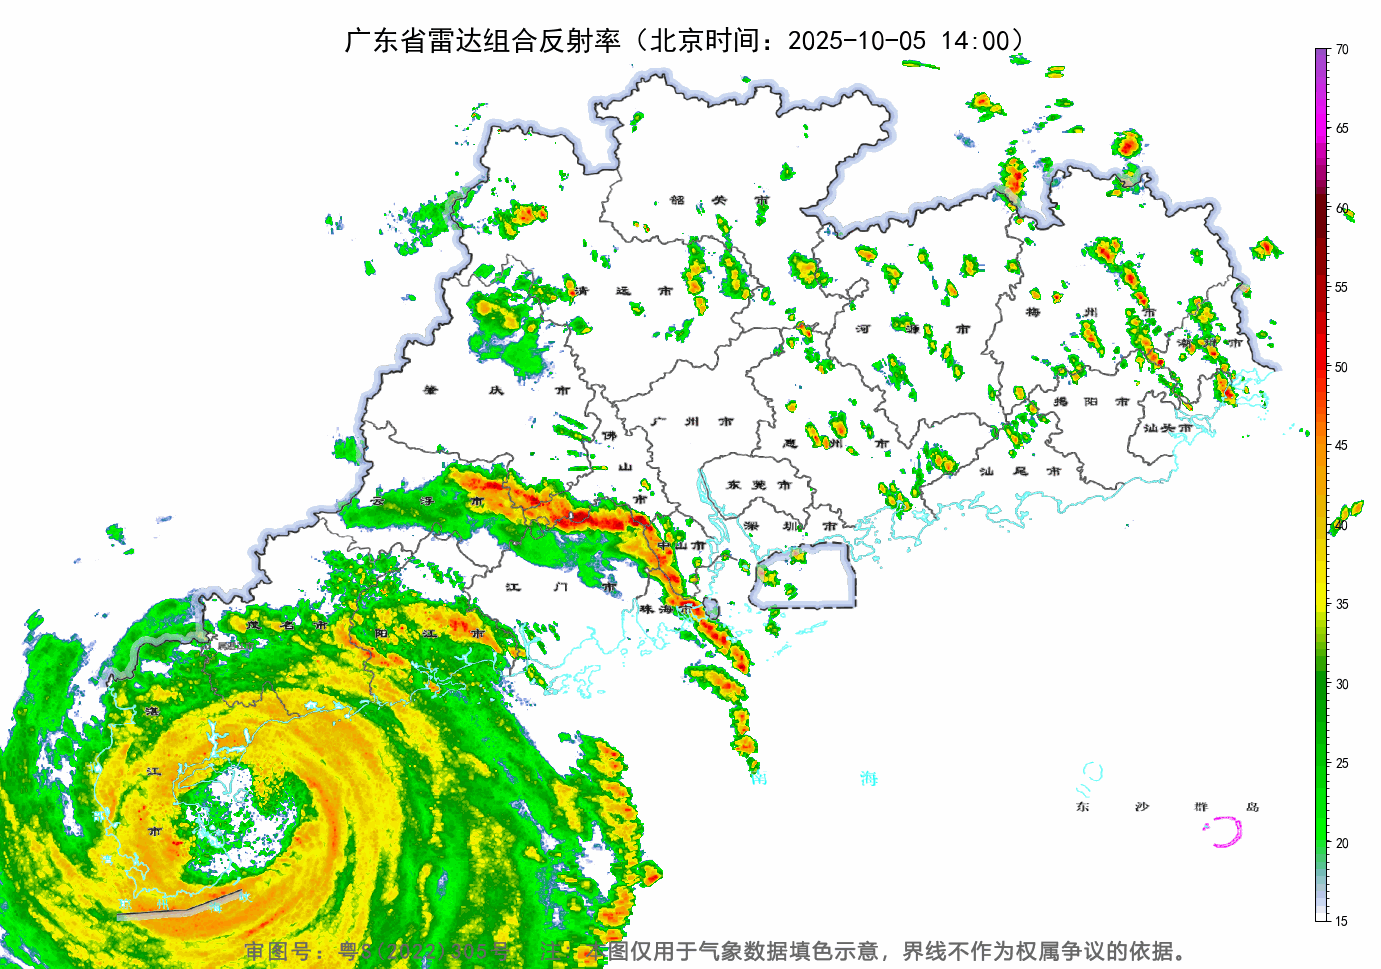 广东省雷达组合反射率（北京时间：2025-10-05 14:00）
70
65
60
55
50
45
40
35
30
25
20
15
韶关市
清远市
河源市
梅州市
潮州市
肇庆市
广州市
佛山市
惠州市
揭阳市
汕头市
汕尾市
东莞市
深圳市
云浮市
中山市
江门市
珠海市
茂名市
阳江市
湛江市
南海
东沙群岛
审图号：粤S(2022)305号 注：本图仅用于气象数据填色示意，界线不作为权属争议的依据。